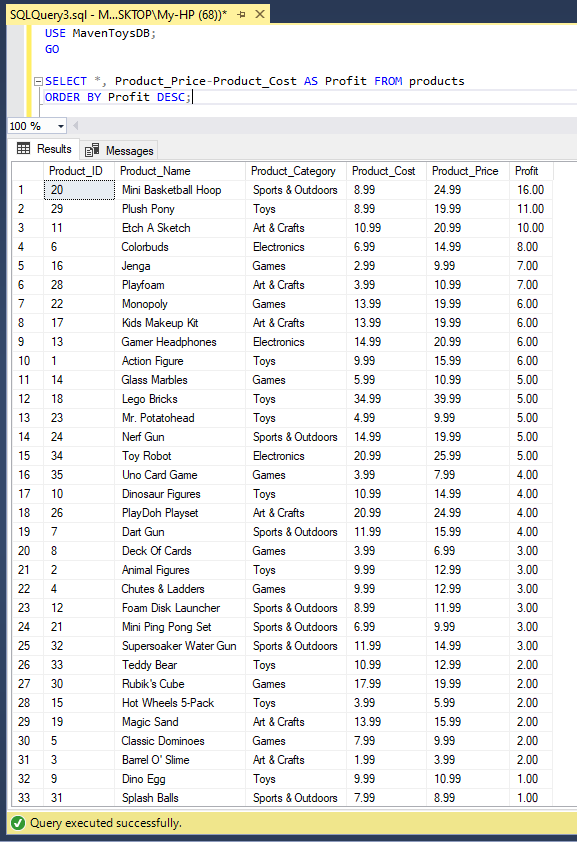 SQLQuery3.sql - M...SKTOP\My-HP (68))*
USE MavenToysDB;
GO
SELECT *, Product_Price-Product_Cost AS Profit FROM products
ORDER BY Profit DESC;
100 %
Results Messages
Product_ID Product_Name Product_Category Product_Cost Product_Price Profit
1 20 Mini Basketball Hoop Sports & Outdoors 8.99 24.99 16.00
2 29 Plush Pony Toys 8.99 19.99 11.00
3 11 Etch A Sketch Art & Crafts 10.99 20.99 10.00
4 6 Colorbuds Electronics 6.99 14.99 8.00
5 16 Jenga Games 2.99 9.99 7.00
6 28 Playfoam Art & Crafts 3.99 10.99 7.00
7 22 Monopoly Games 13.99 19.99 6.00
8 17 Kids Makeup Kit Art & Crafts 13.99 19.99 6.00
9 13 Gamer Headphones Electronics 14.99 20.99 6.00
10 1 Action Figure Toys 9.99 15.99 6.00
11 14 Glass Marbles Games 5.99 10.99 5.00
12 18 Lego Bricks Toys 34.99 39.99 5.00
13 23 Mr. Potatohead Toys 4.99 9.99 5.00
14 24 Nerf Gun Sports & Outdoors 14.99 19.99 5.00
15 34 Toy Robot Electronics 20.99 25.99 5.00
16 35 Uno Card Game Games 3.99 7.99 4.00
17 10 Dinosaur Figures Toys 10.99 14.99 4.00
18 26 PlayDoh Playset Art & Crafts 20.99 24.99 4.00
19 7 Dart Gun Sports & Outdoors 11.99 15.99 4.00
20 8 Deck Of Cards Games 3.99 6.99 3.00
21 2 Animal Figures Toys 9.99 12.99 3.00
22 4 Chutes & Ladders Games 9.99 12.99 3.00
23 12 Foam Disk Launcher Sports & Outdoors 8.99 11.99 3.00
24 21 Mini Ping Pong Set Sports & Outdoors 6.99 9.99 3.00
25 32 Supersoaker Water Gun Sports & Outdoors 11.99 14.99 3.00
26 33 Teddy Bear Toys 10.99 12.99 2.00
27 30 Rubik's Cube Games 17.99 19.99 2.00
28 15 Hot Wheels 5-Pack Toys 3.99 5.99 2.00
29 19 Magic Sand Art & Crafts 13.99 15.99 2.00
30 5 Classic Dominoes Games 7.99 9.99 2.00
31 3 Barrel O' Slime Art & Crafts 1.99 3.99 2.00
32 9 Dino Egg Toys 9.99 10.99 1.00
33 31 Splash Balls Sports & Outdoors 7.99 8.99 1.00
Query executed successfully.